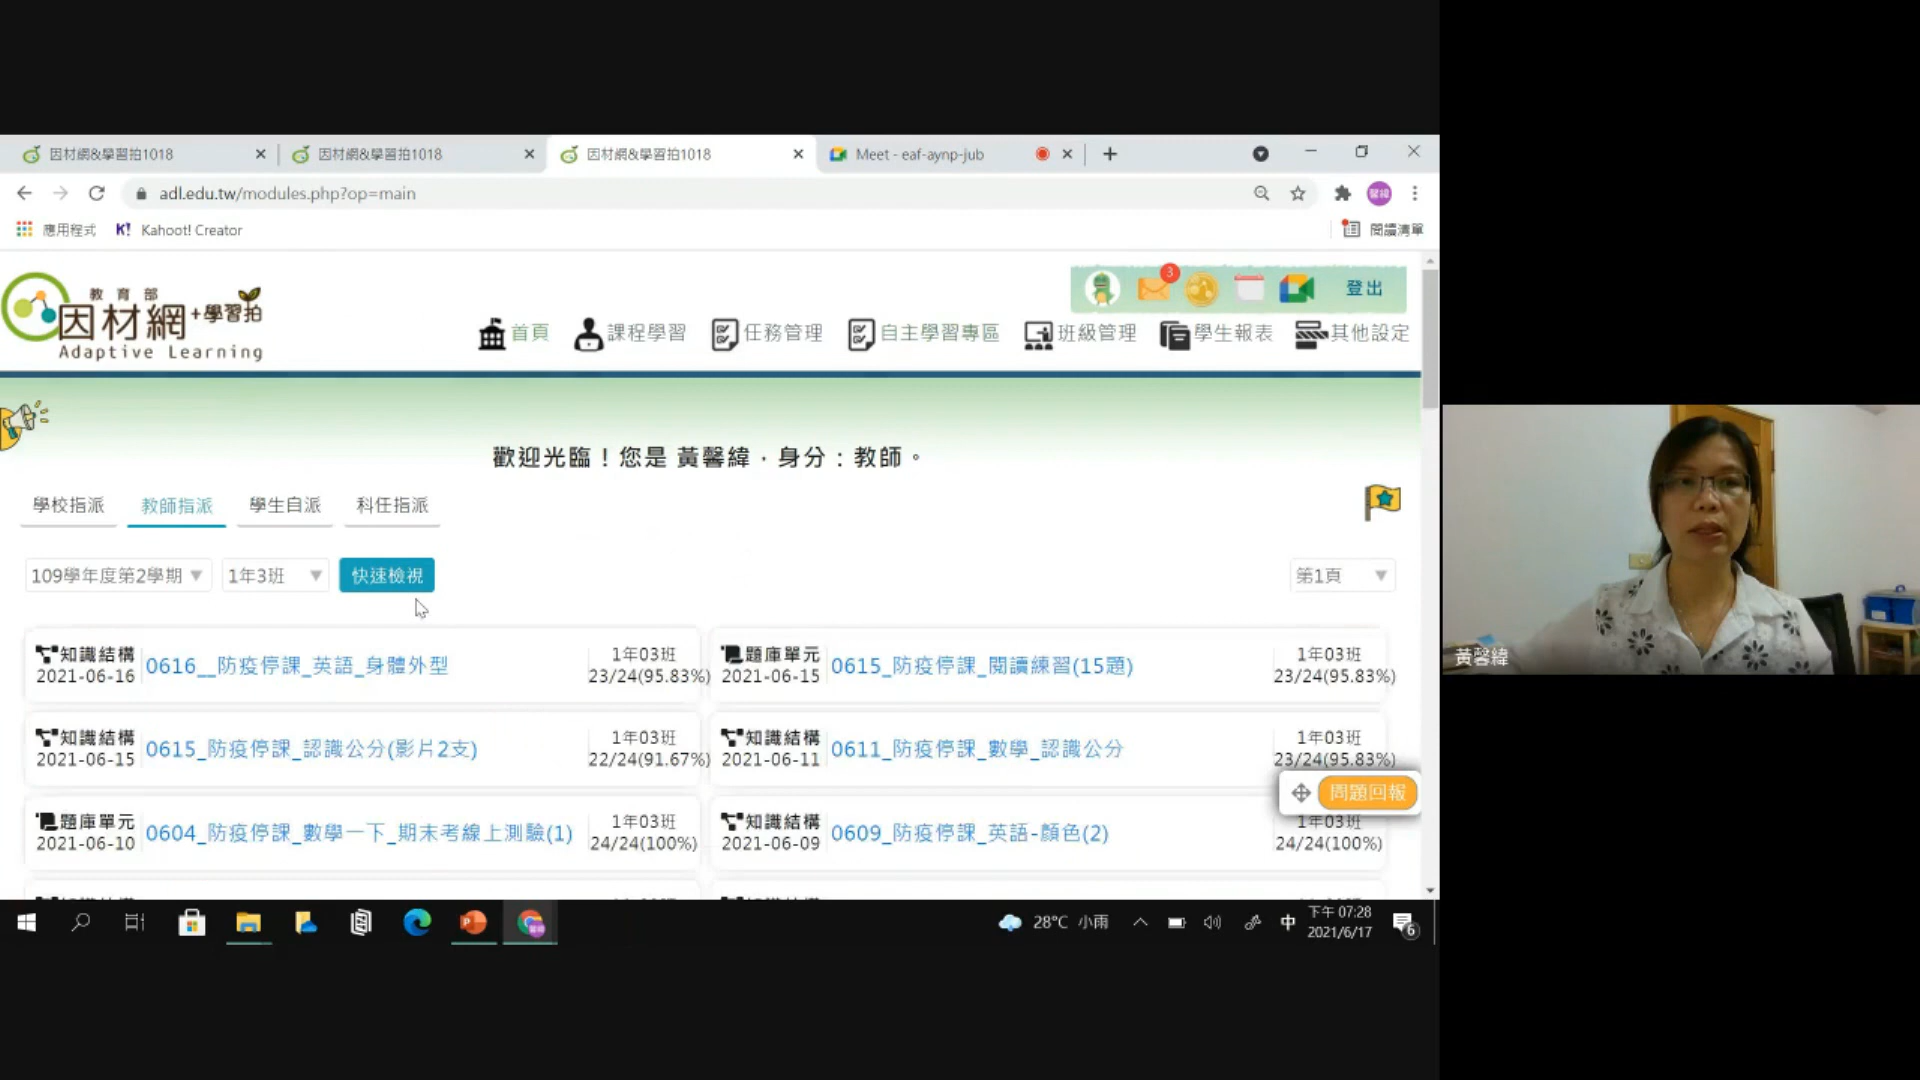 因材網&學習拍1018
因材網&學習拍1018
因材網&學習拍1018
Meet - eaf-aynp-jub
adl.edu.tw/modules.php?op=main
應用程式
K! Kahoot! Creator
閱讀清單
教育部
因材網+學習拍
Adaptive Learning
3
登出
首頁
課程學習
任務管理
自主學習專區
班級管理
學生報表
其他設定
歡迎光臨！您是 黃馨緯，身分：教師。
學校指派
教師指派
學生自派
科任指派
109學年度第2學期
1年3班
快速檢視
第1頁
知識結構
2021-06-16
0616__防疫停課_英語_身體外型
1年03班
23/24(95.83%)
題庫單元
2021-06-15
0615_防疫停課_閱讀練習(15題)
1年03班
23/24(95.83%)
知識結構
2021-06-15
0615_防疫停課_認識公分(影片2支)
1年03班
22/24(91.67%)
知識結構
2021-06-11
0611_防疫停課_數學_認識公分
1年03班
23/24(95.83%)
問題回報
題庫單元
2021-06-10
0604_防疫停課_數學一下_期末考線上測驗(1)
1年03班
24/24(100%)
知識結構
2021-06-09
0609_防疫停課_英語-顏色(2)
1年03班
24/24(100%)
28°C 小雨
中
下午 07:28
2021/6/17
6
黃馨緯